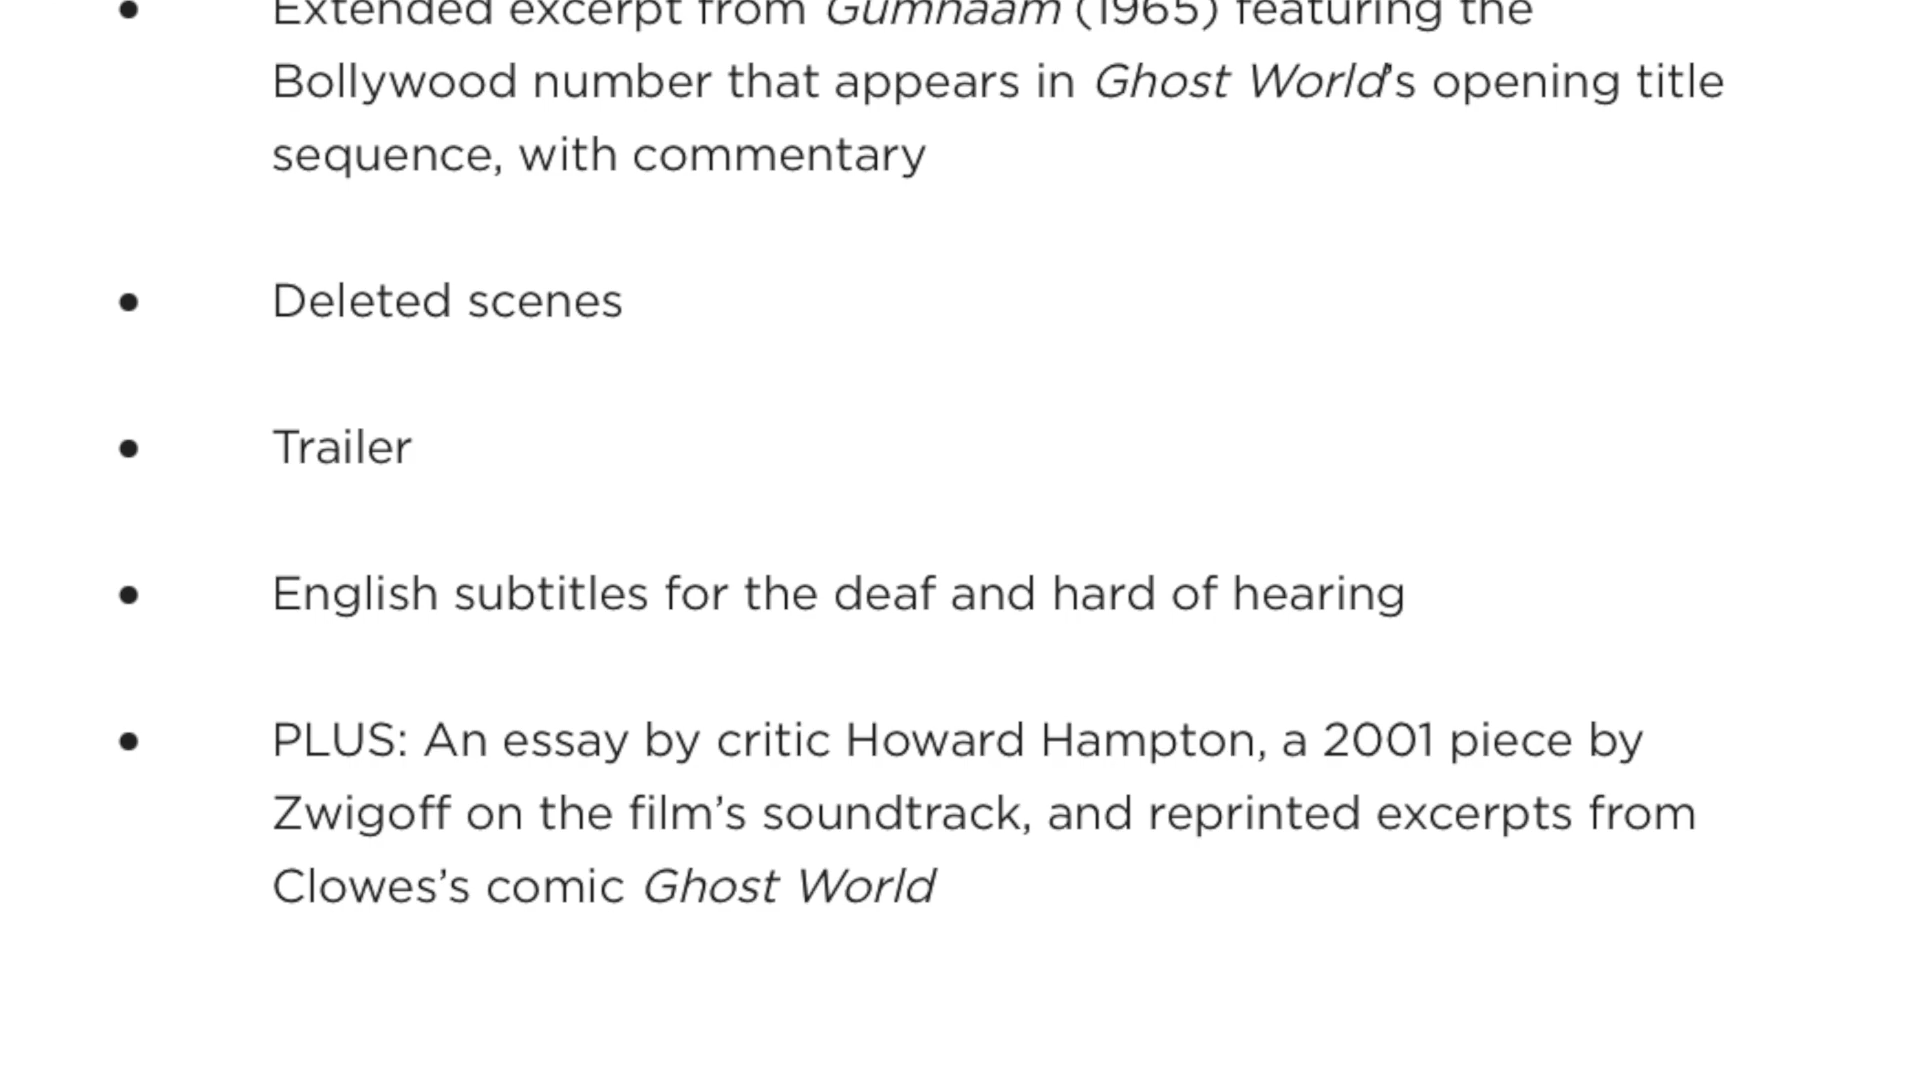 • Extended excerpt from Gumnaam (1965) featuring the
Bollywood number that appears in Ghost World's opening title
sequence, with commentary
• Deleted scenes
• Trailer
• English subtitles for the deaf and hard of hearing
• PLUS: An essay by critic Howard Hampton, a 2001 piece by
Zwigoff on the film’s soundtrack, and reprinted excerpts from
Clowes’s comic Ghost World